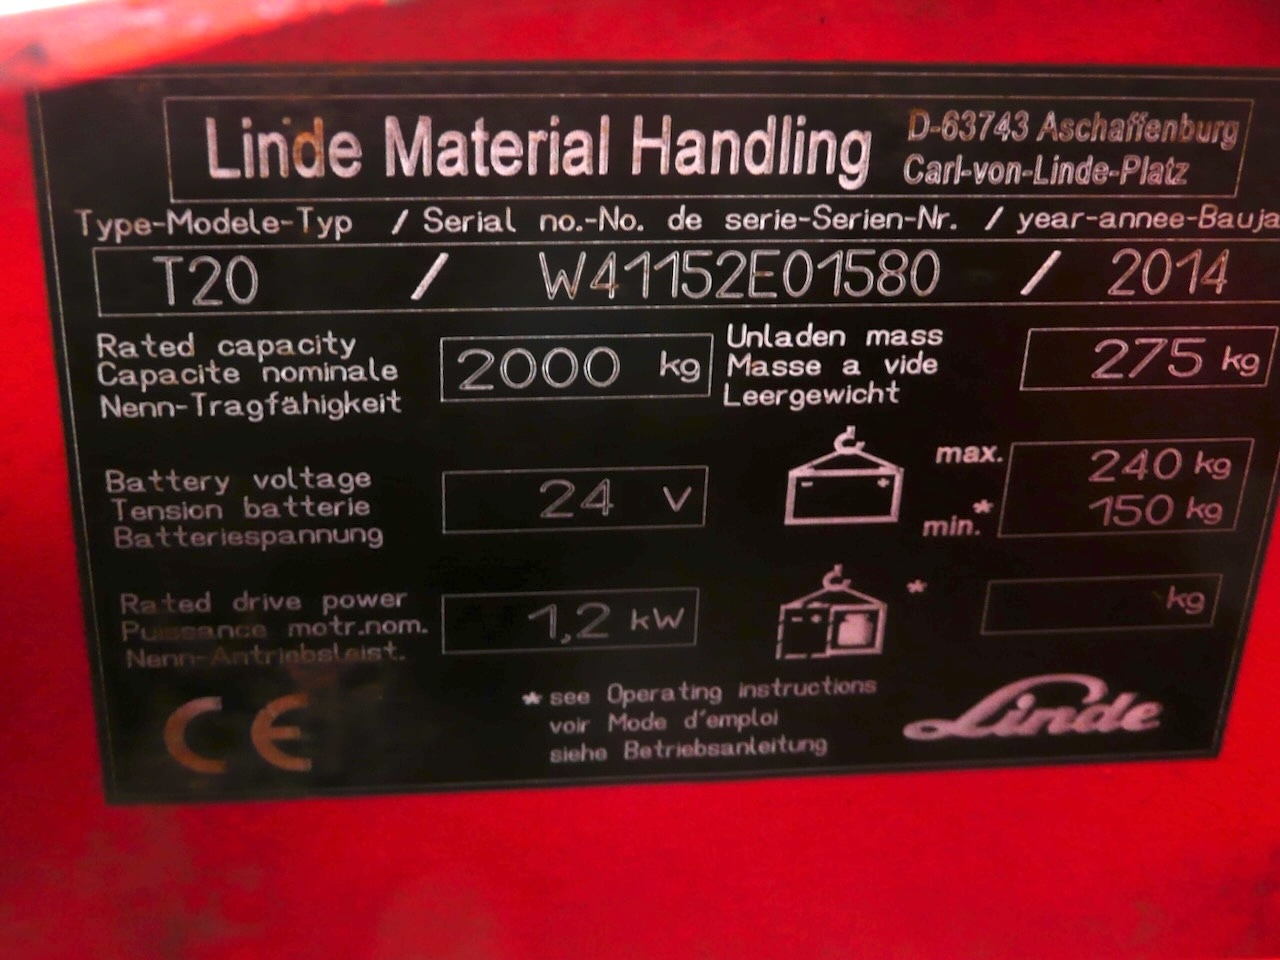 Linde Material Handling
D-63743 Aschaffenburg
Carl-von-Linde-Platz
Type-Modele-Typ / Serial no.-No. de serie-Serien-Nr. / year-annee-Bauja
T20 / W41152E01580 / 2014
Rated capacity
Capacite nominale
Nenn-Tragfähigkeit
2000 kg
Unladen mass
Masse a vide
Leergewicht
275 kg
Battery voltage
Tension batterie
Batteriespannung
24 V
- +
max. 240 kg
min.* 150 kg
Rated drive power
Puissance motr.nom.
Nenn-Antriebsleist.
1,2 kW
* kg
CE
* see Operating instructions
voir Mode d'emploi
siehe Betriebsanleitung
Linde